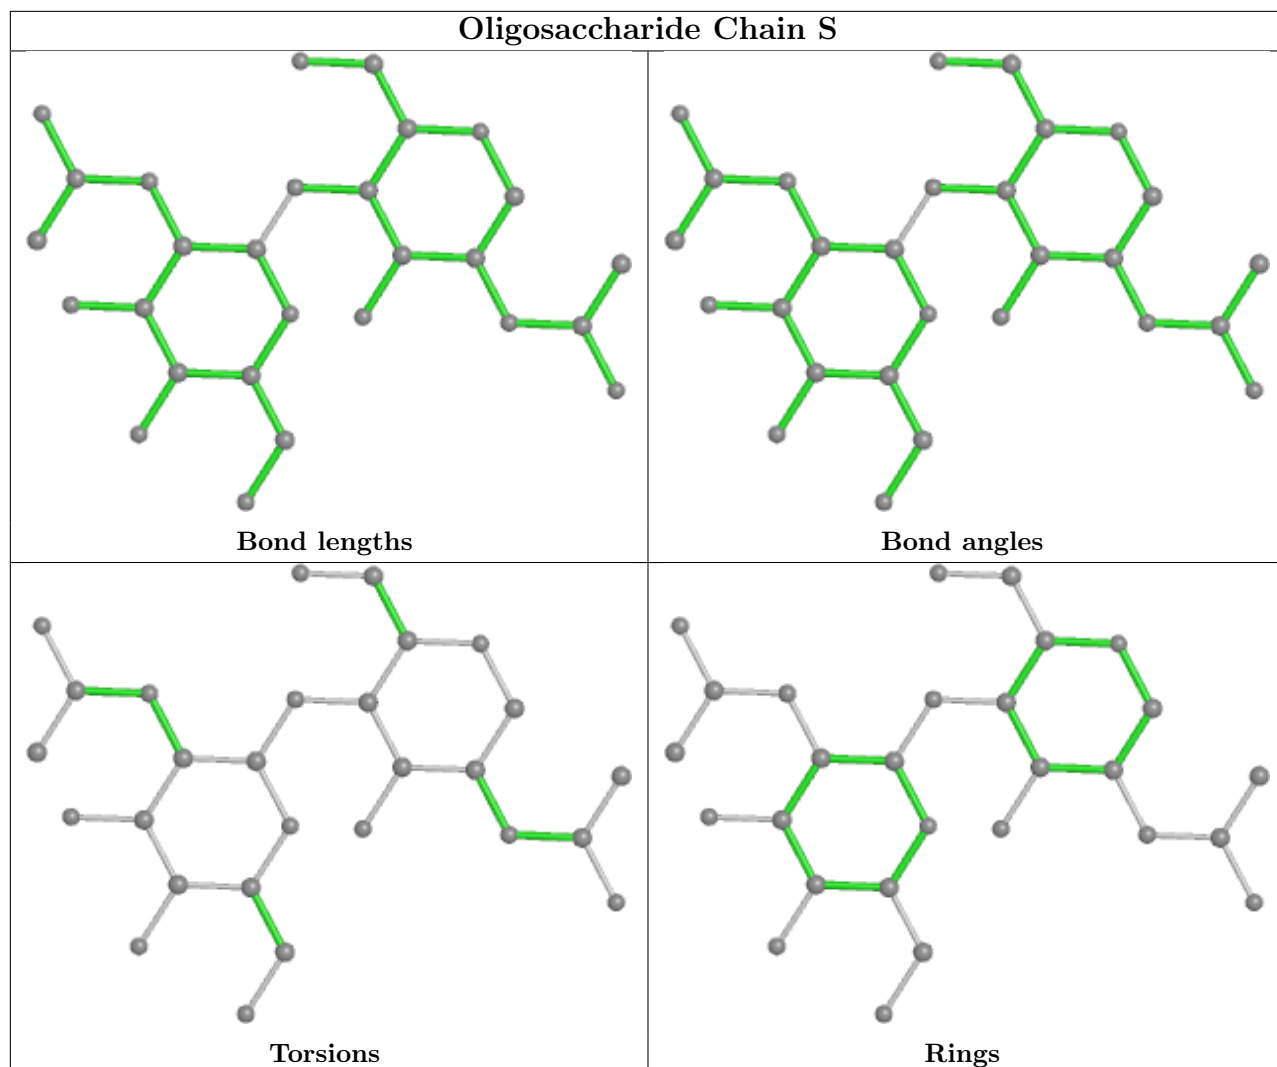 Oligosaccharide Chain S
Bond lengths
Bond angles
Torsions
Rings